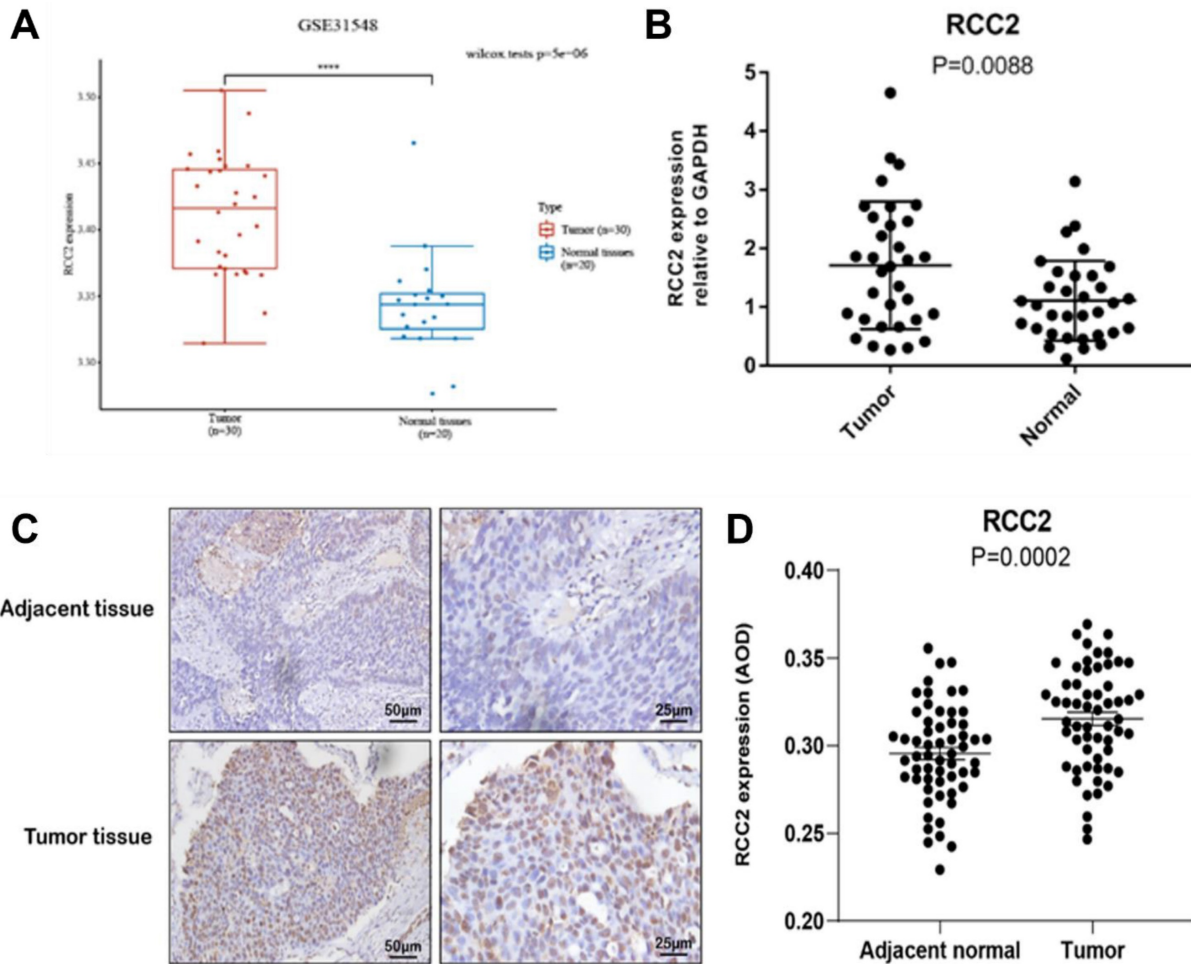 A
GSE31548
wilcox.tests p=5e-06
****
RCC2 expression
3.50
3.45
3.40
3.35
3.30
Tumor
(n=30)
Normal tissues
(n=20)
Type
Tumor (n=30)
Normal tissues
(n=20)
B
RCC2
P=0.0088
RCC2 expression
relative to GAPDH
5
4
3
2
1
0
Tumor
Normal
C
Adjacent tissue
50μm
25μm
Tumor tissue
50μm
25μm
D
RCC2
P=0.0002
RCC2 expression (AOD)
0.40
0.35
0.30
0.25
0.20
Adjacent normal
Tumor